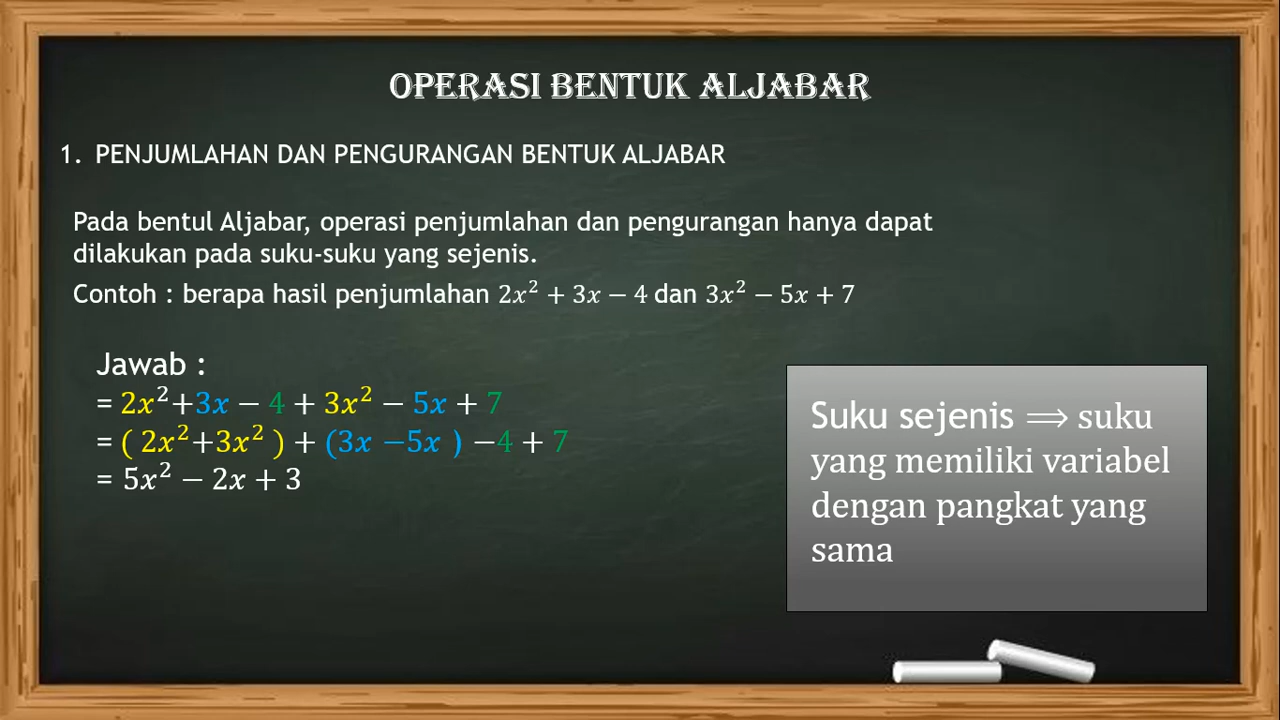 OPERASI BENTUK ALJABAR
1. PENJUMLAHAN DAN PENGURANGAN BENTUK ALJABAR
Pada bentul Aljabar, operasi penjumlahan dan pengurangan hanya dapat
dilakukan pada suku-suku yang sejenis.
Contoh : berapa hasil penjumlahan 2x² + 3x − 4 dan 3x² − 5x + 7
Jawab :
= 2x²+3x − 4 + 3x² − 5x + 7
= ( 2x²+3x² ) + (3x −5x ) −4 + 7
= 5x² − 2x + 3
Suku sejenis ⟹ suku
yang memiliki variabel
dengan pangkat yang
sama